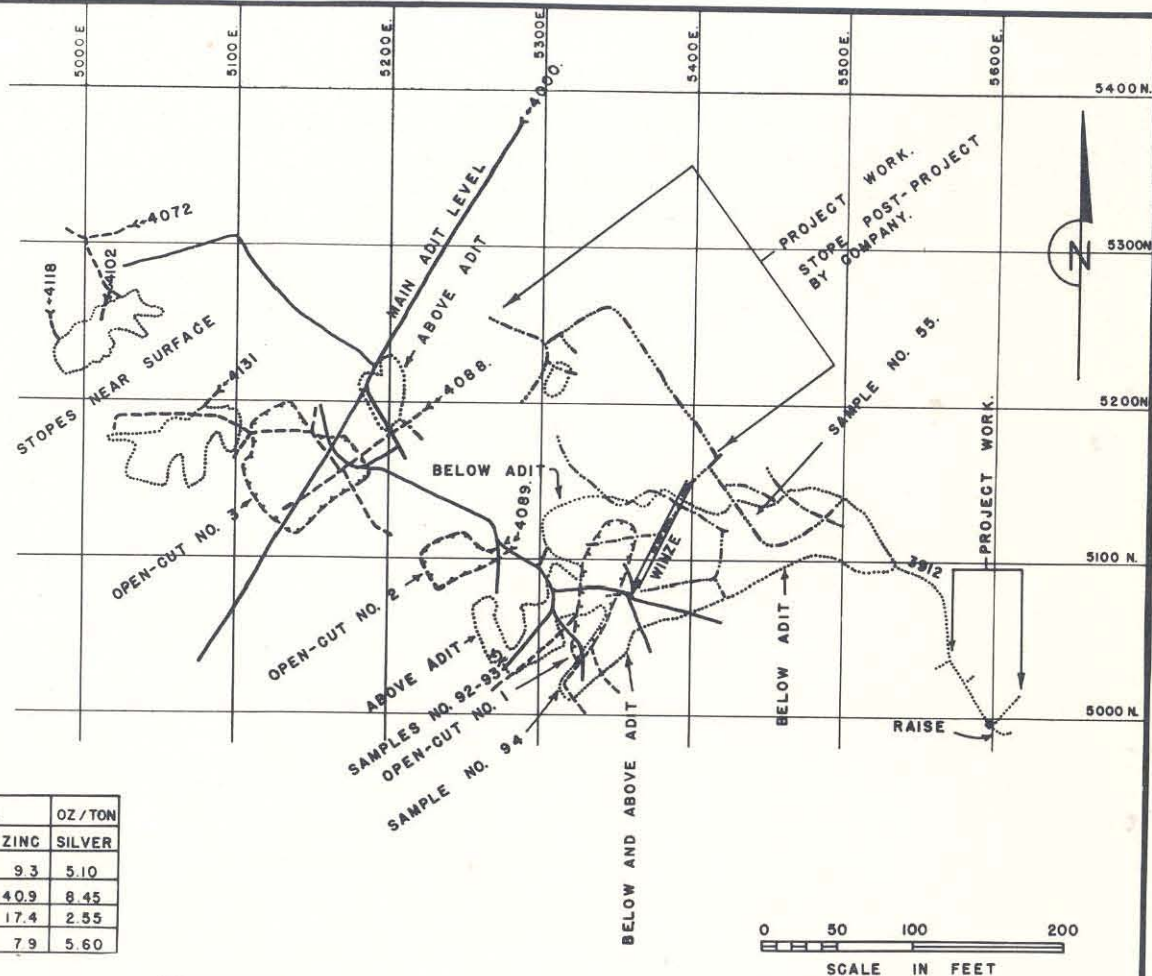 5000 E.
5100 E.
5200 E.
5300 E.
5400 E.
5500 E.
5600 E.
5400 N.
4000.
MAIN ADIT LEVEL
ABOVE ADIT
4072
4102
4118
PROJECT WORK.
STOPE POST-PROJECT
BY COMPANY.
5300N
N
STOPES NEAR SURFACE
4131
4088.
SAMPLE NO. 55.
5200N
PROJECT WORK.
BELOW ADIT
4089.
WINZE
OPEN-CUT NO. 3
5100 N.
3912
OPEN-CUT NO. 2
ABOVE ADIT
SAMPLES NO. 92-93
OPEN-CUT NO. 1
SAMPLE NO. 94
BELOW AND ABOVE ADIT
BELOW ADIT
5000 N.
RAISE
OZ/TON
ZINC SILVER
9.3 5.10
40.9 8.45
17.4 2.55
7.9 5.60
0 50 100 200
SCALE IN FEET